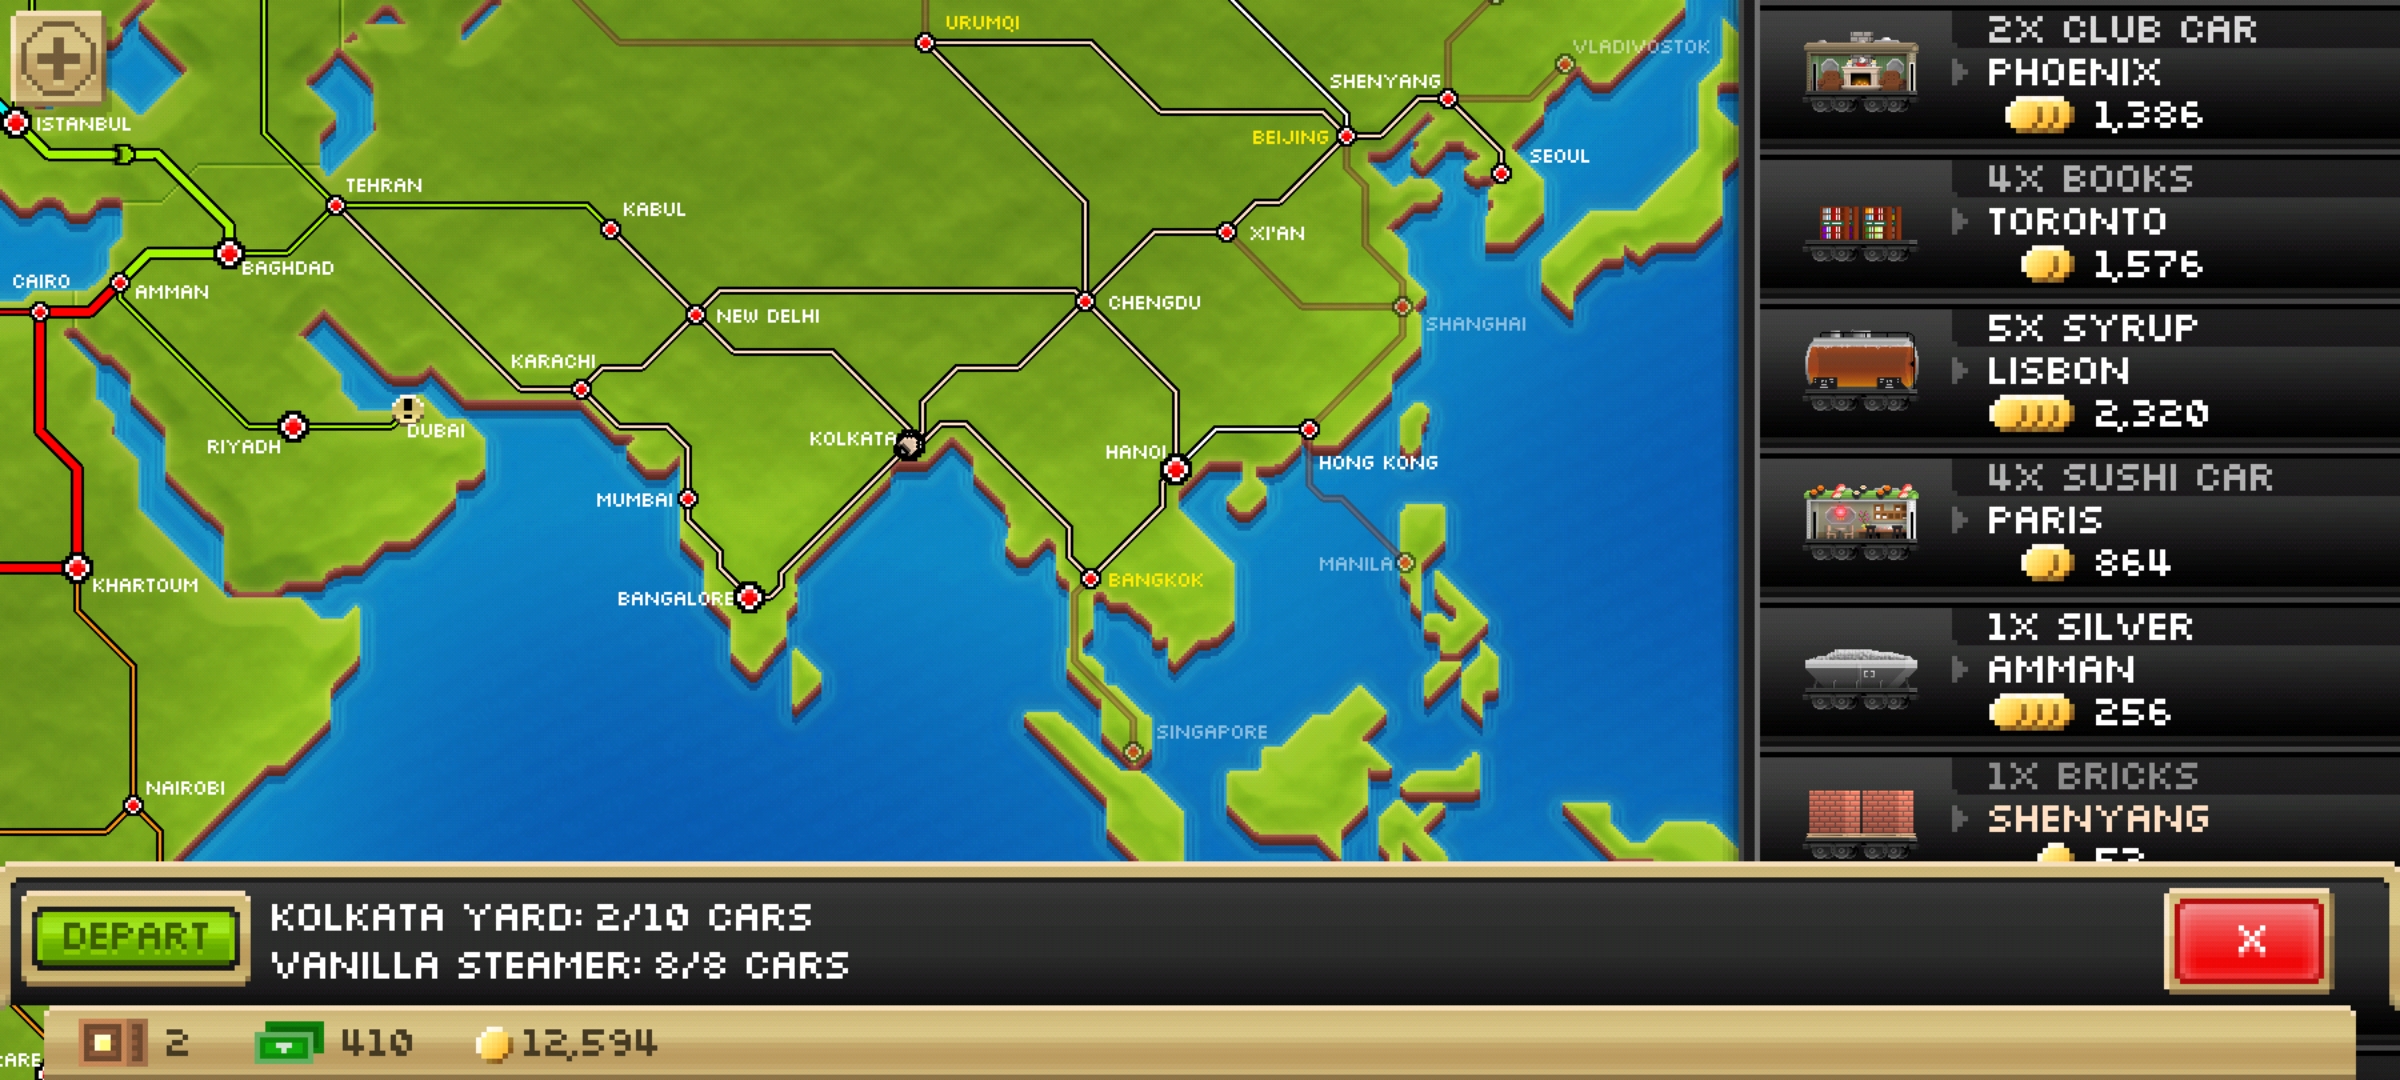 URUMQI
VLADIVOSTOK
SHENYANG
BEIJING
SEOUL
ISTANBUL
TEHRAN
KABUL
XI'AN
BAGHDAD
CAIRO
AMMAN
NEW DELHI
CHENGDU
SHANGHAI
KARACHI
DUBAI
RIYADH
KOLKATA
HANOI
HONG KONG
MUMBAI
MANILA
KHARTOUM
BANGKOK
BANGALORE
SINGAPORE
NAIROBI
2X CLUB CAR
PHOENIX
1,386
4X BOOKS
TORONTO
1,576
5X SYRUP
LISBON
2,320
4X SUSHI CAR
PARIS
864
1X SILVER
AMMAN
256
1X BRICKS
SHENYANG
DEPART
KOLKATA YARD: 2/10 CARS
VANILLA STEAMER: 8/8 CARS
X
2
410
12,594